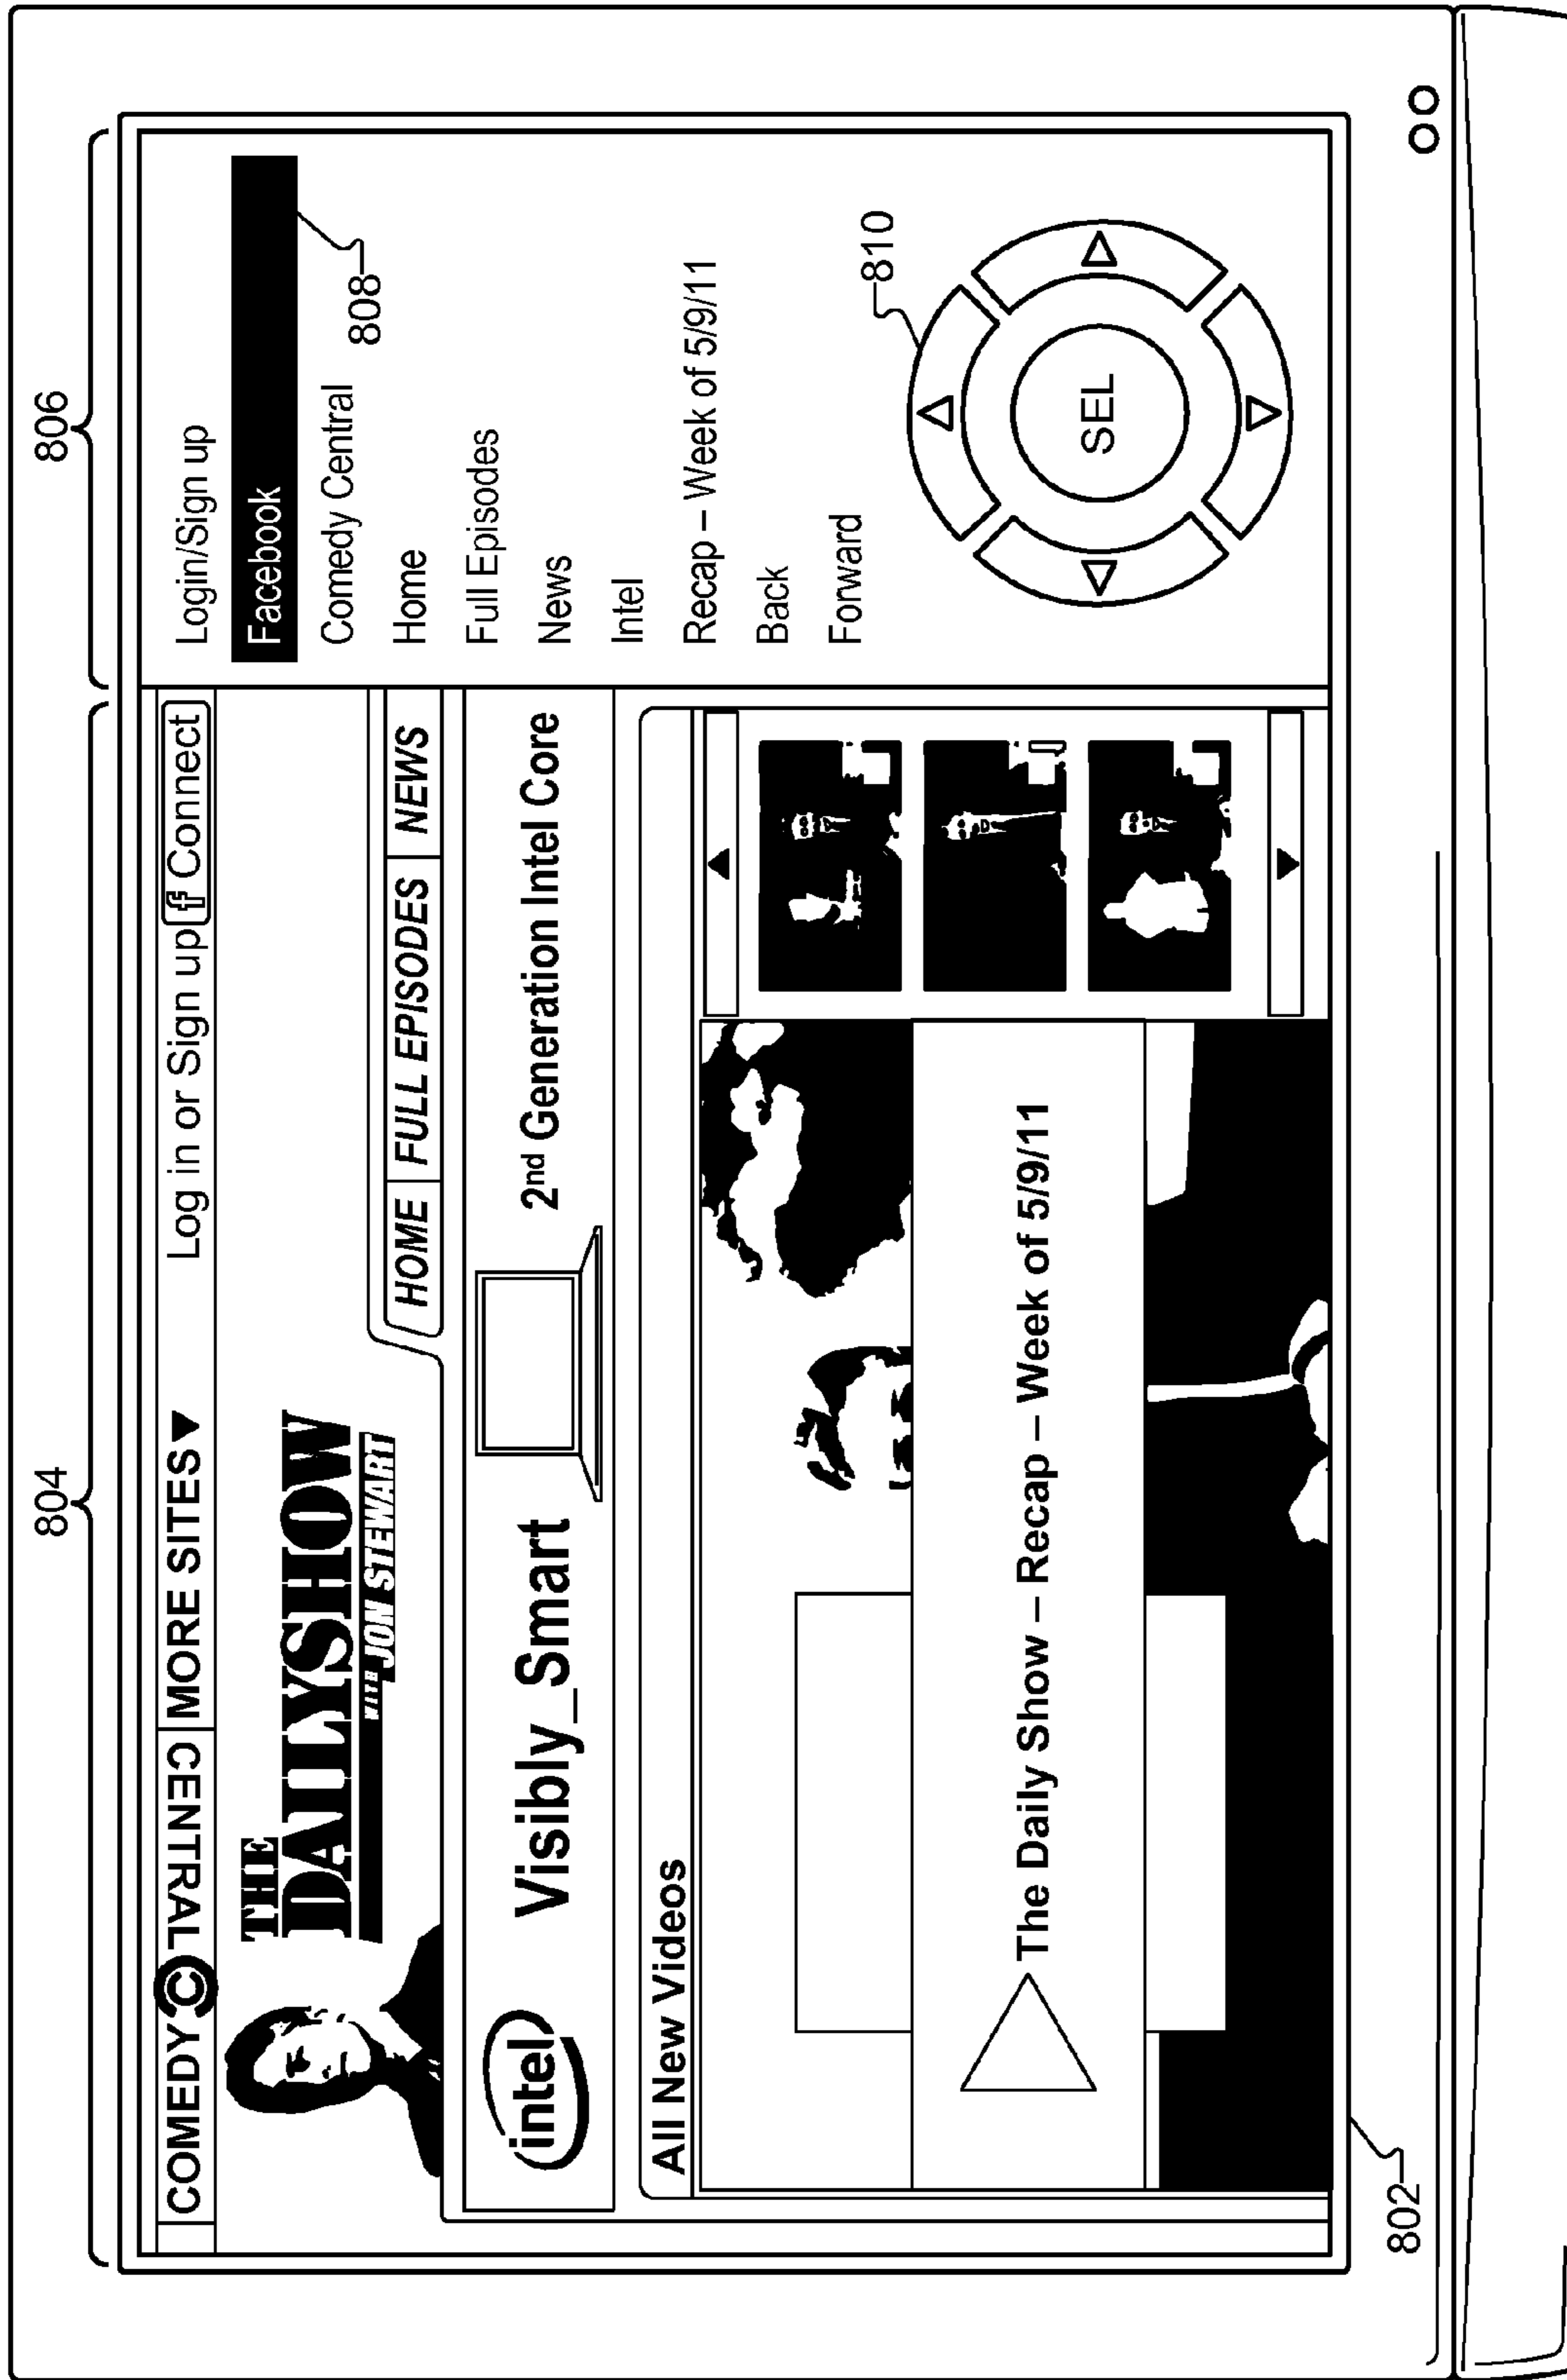 804
806
COMEDY CENTRAL
MORE SITES
Log in or Sign up
f Connect
THE
DAILYSHOW
WITH JON STEWART
HOME
FULL EPISODES
NEWS
intel
Visibly_Smart
2nd Generation Intel Core
All New Videos
The Daily Show – Recap – Week of 5/9/11
Login/Sign up
Facebook
808
Comedy Central
Home
Full Episodes
News
Intel
Recap – Week of 5/9/11
Back
Forward
810
SEL
802